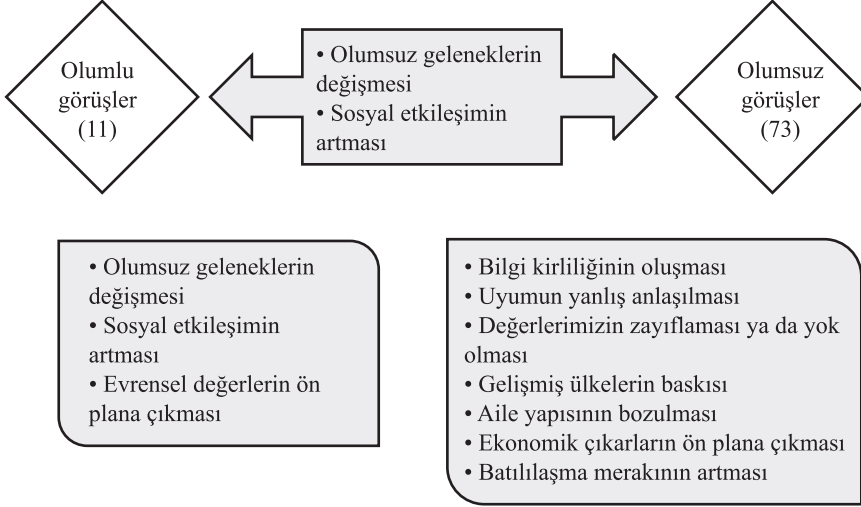 Olumlu
görüşler
(11)
• Olumsuz geleneklerin
değişmesi
• Sosyal etkileşimin
artması
Olumsuz
görüşler
(73)
• Olumsuz geleneklerin
değişmesi
• Sosyal etkileşimin
artması
• Evrensel değerlerin ön
plana çıkması
• Bilgi kirliliğinin oluşması
• Uyumun yanlış anlaşılması
• Değerlerimizin zayıflaması ya da yok
olması
• Gelişmiş ülkelerin baskısı
• Aile yapısının bozulması
• Ekonomik çıkarların ön plana çıkması
• Batılılaşma merakının artması